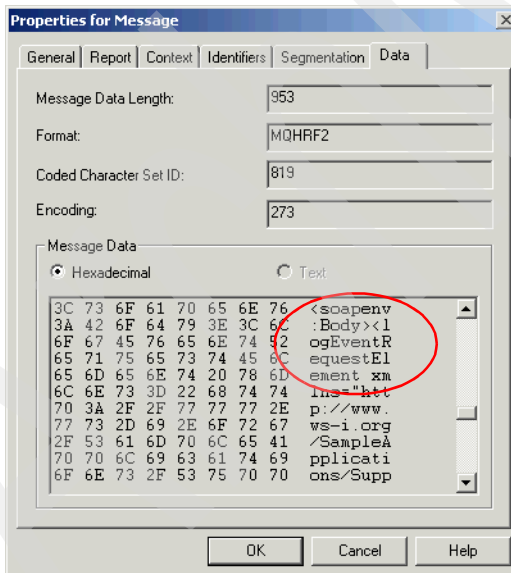 Properties for Message
General Report Context Identifiers Segmentation Data
Message Data Length: 953
Format: MQHRF2
Coded Character Set ID: 819
Encoding: 273
Message Data
Hexadecimal Text
3C 73 6F 61 70 65 6E 76 <soapenv
3A 42 6F 64 79 3E 3C 6C :Body><l
6F 67 45 76 65 6E 74 52 ogEventR
65 71 75 65 73 74 45 6C equestEl
65 6D 65 6E 74 20 78 6D ement xm
6C 6E 73 3D 22 68 74 74 lns="htt
70 3A 2F 2F 77 77 77 2E p://www.
77 73 2D 69 2E 6F 72 67 ws-i.org
2F 53 61 6D 70 6C 65 41 /SampleA
70 70 6C 69 63 61 74 69 pplicati
6F 6E 73 2F 53 75 70 70 ons/Supp
OK Cancel Help